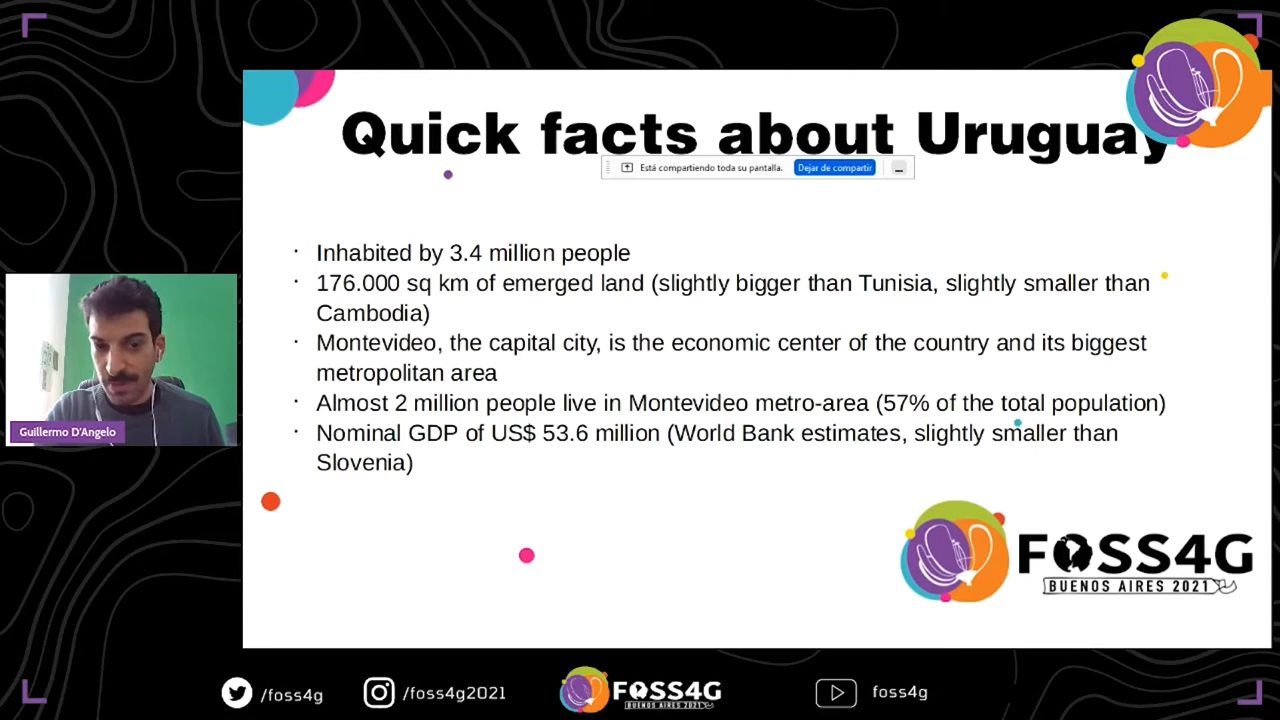 Quick facts about Uruguay
Está compartiendo toda su pantalla. Dejar de compartir
· Inhabited by 3.4 million people
· 176.000 sq km of emerged land (slightly bigger than Tunisia, slightly smaller than
Cambodia)
· Montevideo, the capital city, is the economic center of the country and its biggest
metropolitan area
· Almost 2 million people live in Montevideo metro-area (57% of the total population)
· Nominal GDP of US$ 53.6 million (World Bank estimates, slightly smaller than
Slovenia)
Guillermo D'Angelo
FOSS4G
BUENOS AIRES 2021
/foss4g
/foss4g2021
FOSS4G
BUENOS AIRES 2021
foss4g